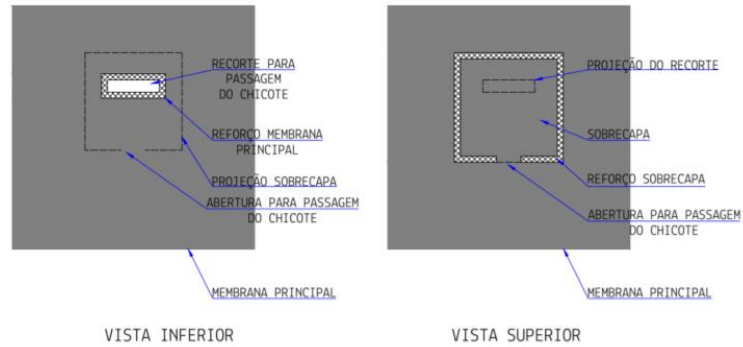 RECORTE PARA
PASSAGEM
DO CHICOTE
REFORÇO MEMBRANA
PRINCIPAL
PROJEÇÃO SOBRECAPA
ABERTURA PARA PASSAGEM
DO CHICOTE
MEMBRANA PRINCIPAL
VISTA INFERIOR
PROJEÇÃO DO RECORTE
SOBRECAPA
REFORÇO SOBRECAPA
ABERTURA PARA PASSAGEM
DO CHICOTE
MEMBRANA PRINCIPAL
VISTA SUPERIOR